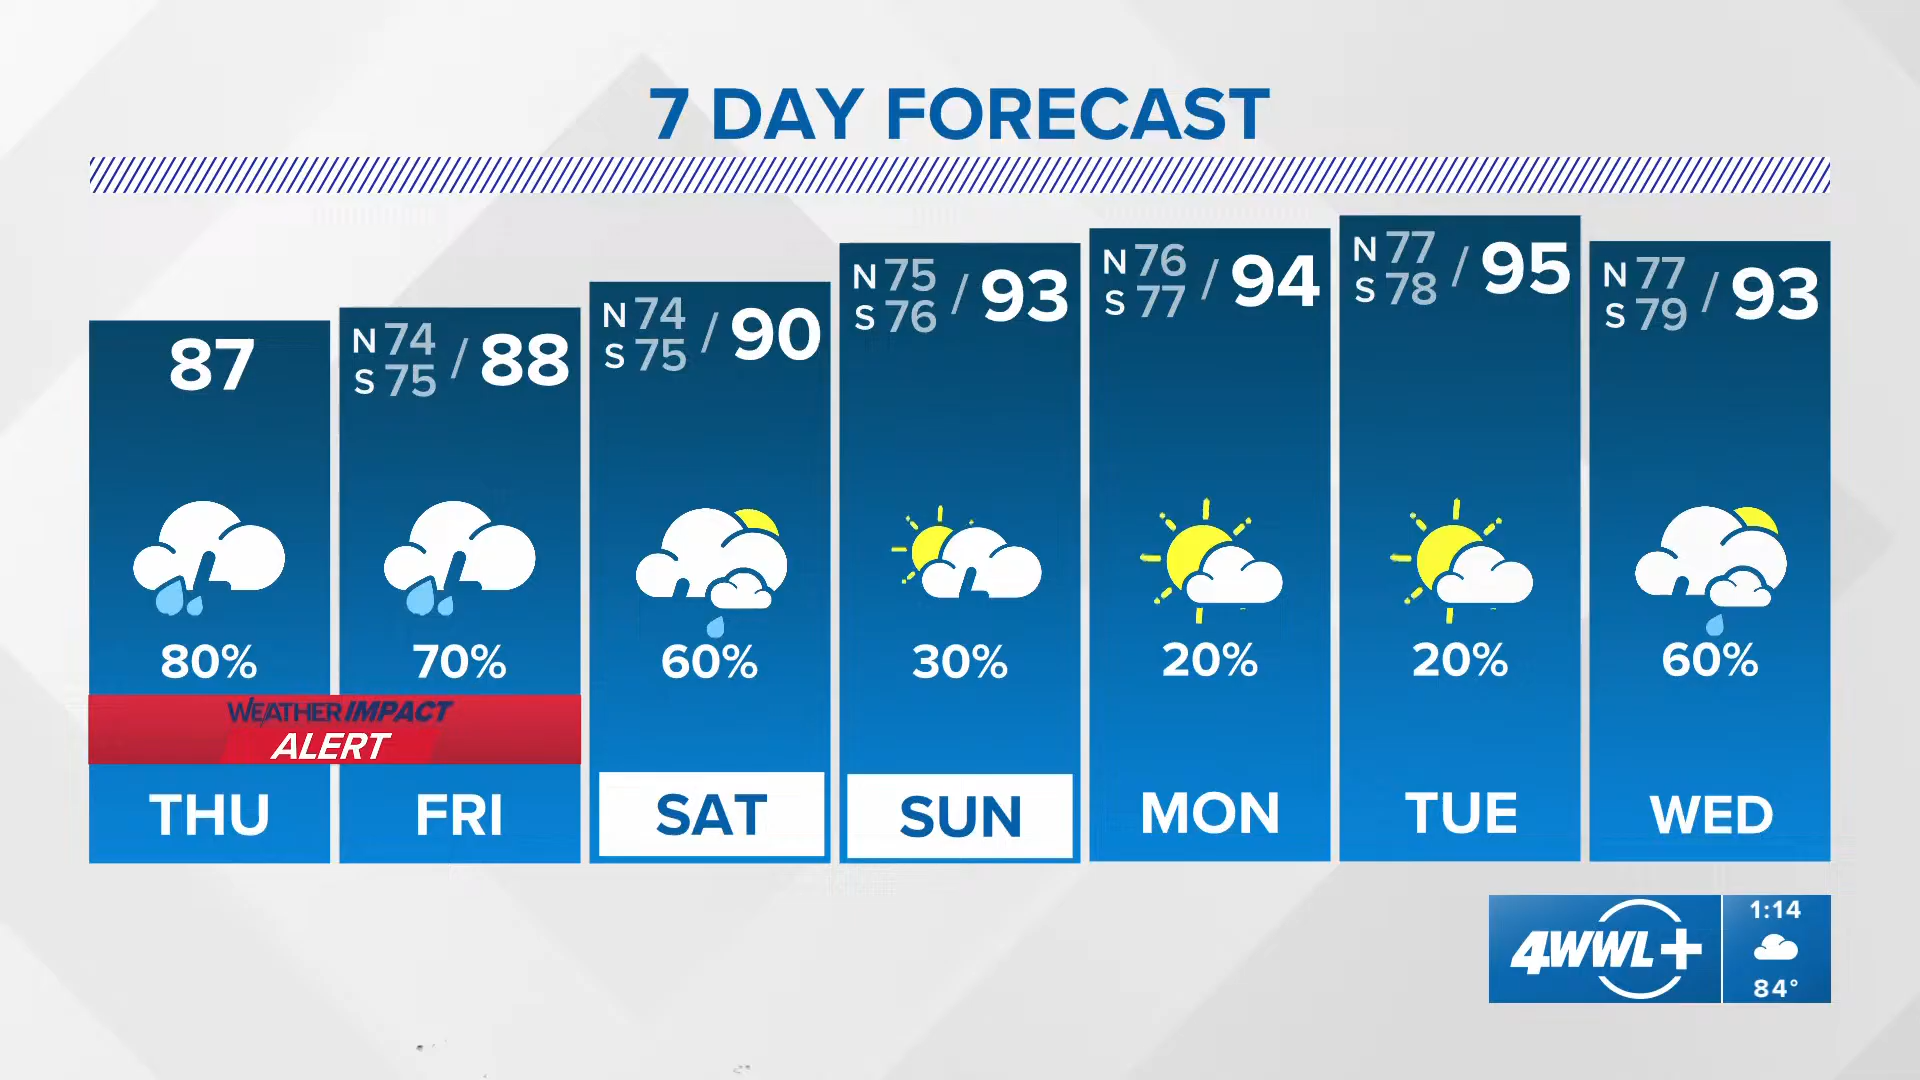 7 DAY FORECAST
87
80%
THU
N 74
S 75
/ 88
70%
FRI
WEATHER IMPACT
ALERT
N 74
S 75
/ 90
60%
SAT
N 75
S 76
/ 93
30%
SUN
N 76
S 77
/ 94
20%
MON
N 77
S 78
/ 95
20%
TUE
N 77
S 79
/ 93
60%
WED
4WWL+
1:14
84°